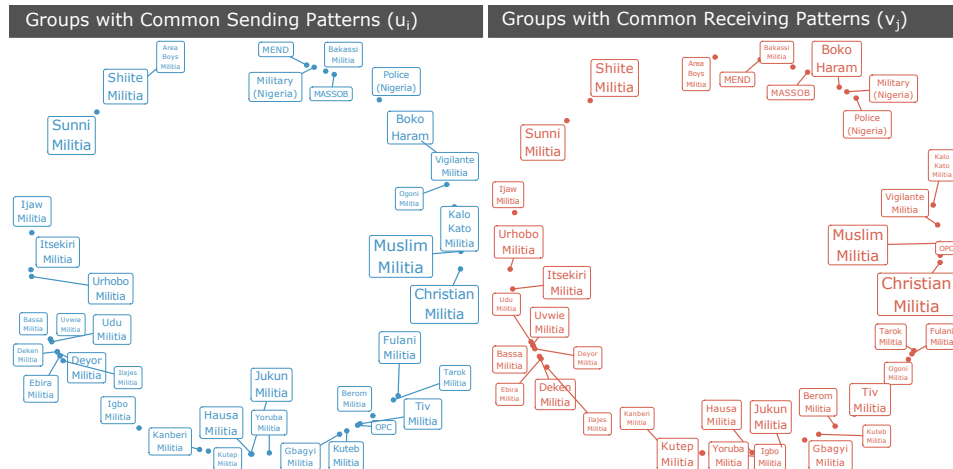 Groups with Common Sending Patterns (ui)
Area
Boys
Militia
Shiite
Militia
Sunni
Militia
MEND
Military
(Nigeria)
Bakassi
Militia
MASSOB
Police
(Nigeria)
Boko
Haram
Vigilante
Militia
Ogoni
Militia
Kalo
Kato
Militia
Muslim
Militia
Christian
Militia
Ijaw
Militia
Itsekiri
Militia
Urhobo
Militia
Bassa
Militia
Uvwie
Militia
Udu
Militia
Deken
Militia
Deyor
Militia
Ilajes
Militia
Ebira
Militia
Igbo
Militia
Kanberi
Militia
Kutep
Militia
Hausa
Militia
Jukun
Militia
Yoruba
Militia
Gbagyi
Militia
Kuteb
Militia
Berom
Militia
OPC
Tiv
Militia
Tarok
Militia
Fulani
Militia
Groups with Common Receiving Patterns (vj)
Area
Boys
Militia
Shiite
Militia
Sunni
Militia
MEND
Bakassi
Militia
MASSOB
Boko
Haram
Military
(Nigeria)
Police
(Nigeria)
Kalo
Kato
Militia
Vigilante
Militia
Muslim
Militia
OPC
Christian
Militia
Ijaw
Militia
Urhobo
Militia
Itsekiri
Militia
Udu
Militia
Uvwie
Militia
Bassa
Militia
Deyor
Militia
Ebira
Militia
Deken
Militia
Ilajes
Militia
Kanberi
Militia
Kutep
Militia
Hausa
Militia
Yoruba
Militia
Jukun
Militia
Igbo
Militia
Berom
Militia
Gbagyi
Militia
Kuteb
Militia
Tiv
Militia
Ogoni
Militia
Tarok
Militia
Fulani
Militia